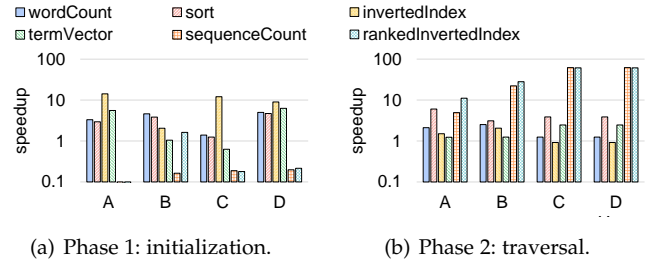 wordCount sort invertedIndex
termVector sequenceCount rankedInvertedIndex
100 100
10 10
1 1
0.1 0.1
speedup speedup
A B C D A B C D
(a) Phase 1: initialization. (b) Phase 2: traversal.